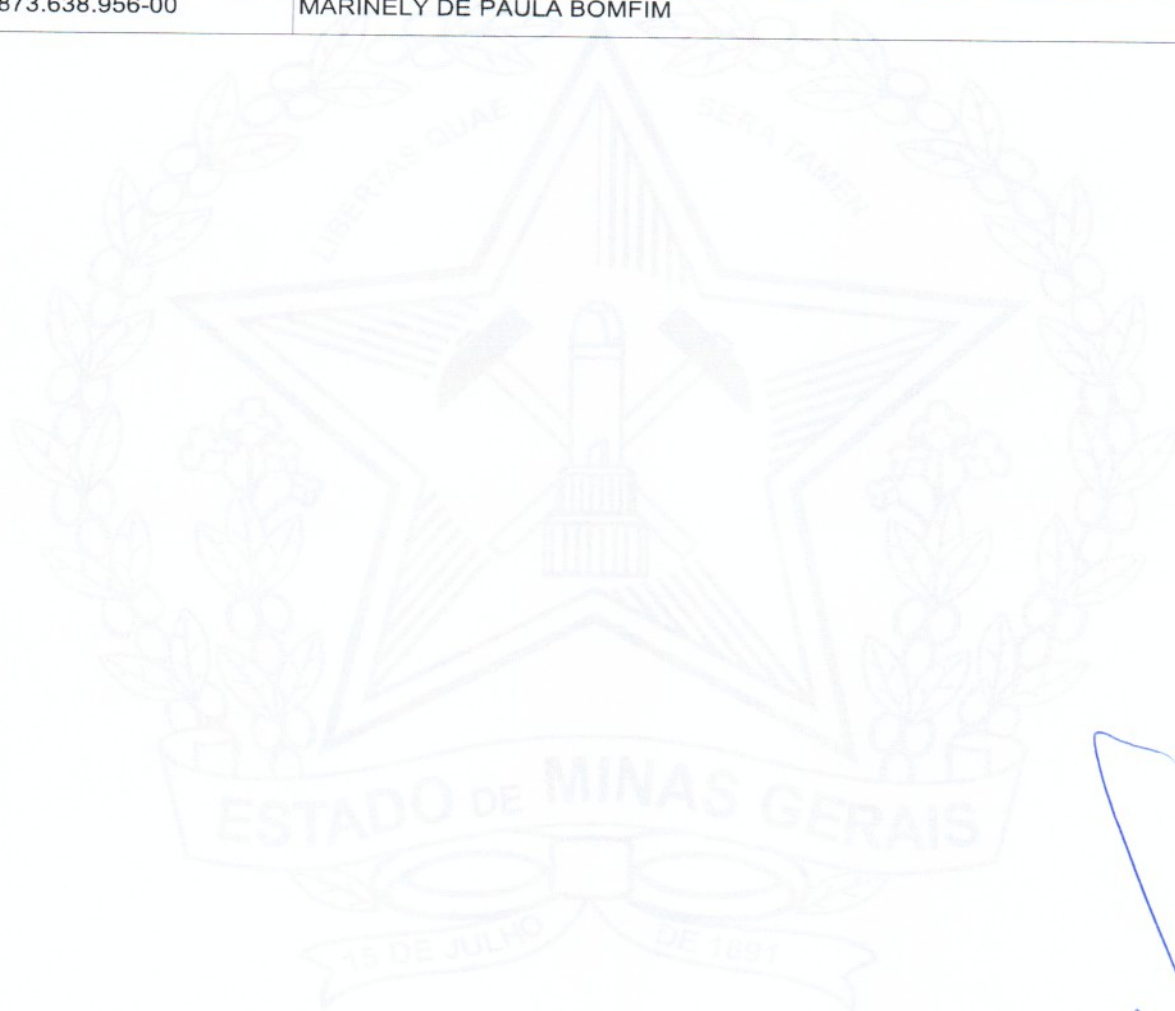 873.638.956-00 MARINELY DE PAULA BOMFIM
LIBERTAS QUAE SERA TAMEN
ESTADO DE MINAS GERAIS
15 DE JULHO DE 1891